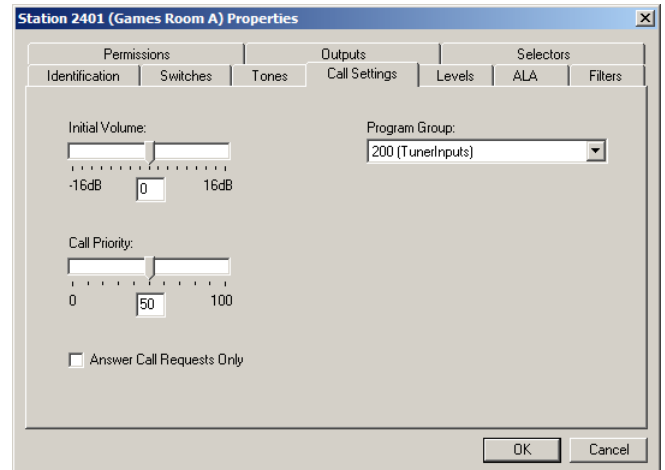 Station 2401 (Games Room A) Properties
Permissions Outputs Selectors
Identification Switches Tones Call Settings Levels ALA Filters
Initial Volume: Program Group:
200 (TunerInputs)
-16dB 0 16dB
Call Priority:
0 50 100
Answer Call Requests Only
OK Cancel